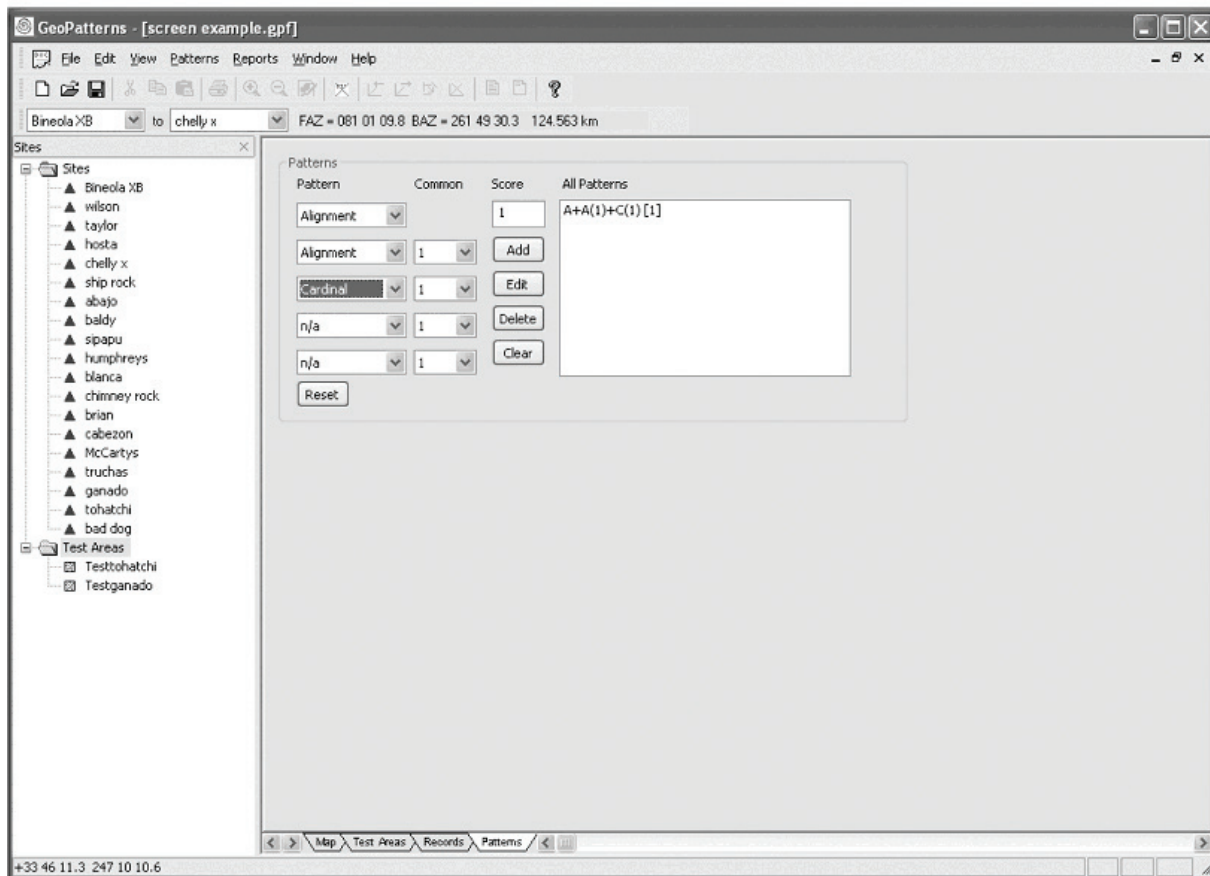 GeoPatterns - [screen example.gpf]
File Edit View Patterns Reports Window Help
Bineola XB to chelly x FAZ = 081 01 09.8 BAZ = 261 49 30.3 124.563 km
Sites
Sites
Bineola XB
wilson
taylor
hosta
chelly x
ship rock
abajo
baldy
sipapu
humphreys
blanca
chimney rock
brian
cabezon
McCartys
truchas
ganado
tohatchi
bad dog
Test Areas
Testtohatchi
Testganado
Patterns
Pattern Common Score All Patterns
Alignment 1 A+A(1)+C(1) [1]
Alignment 1 Add
Cardinal 1 Edit
n/a 1 Delete
n/a 1 Clear
Reset
Map Test Areas Records Patterns
+33 46 11.3 247 10 10.6